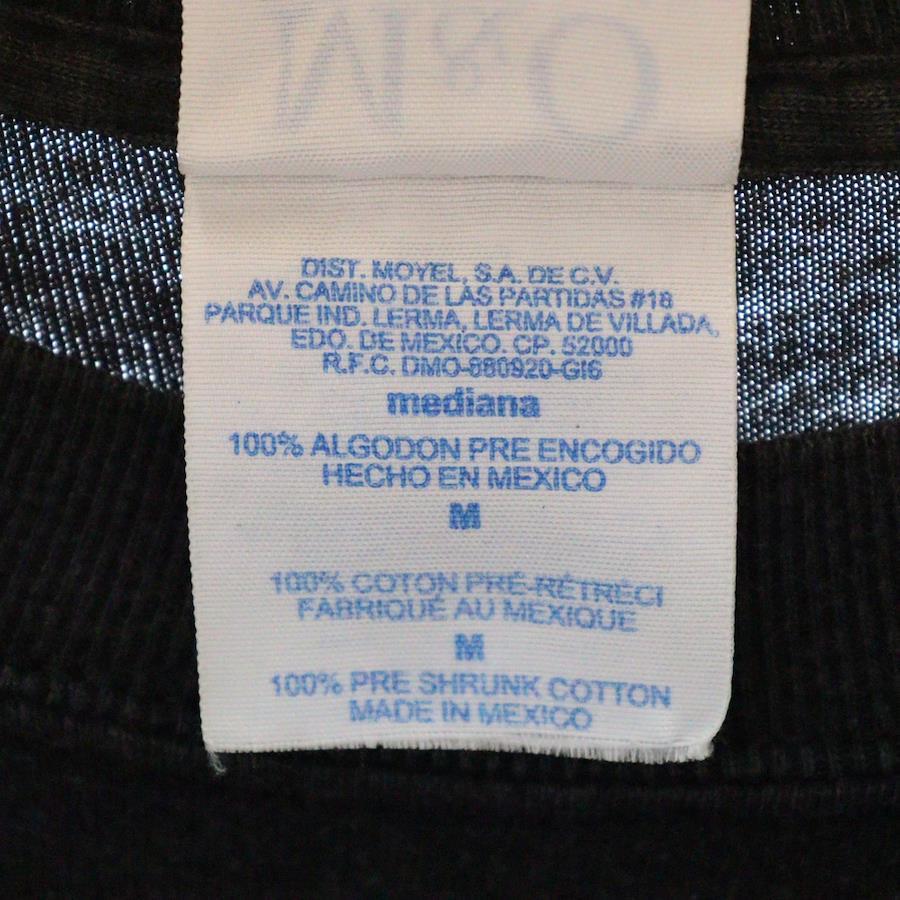 M&O
DIST. MOYEL, S.A. DE C.V.
AV. CAMINO DE LAS PARTIDAS #18
PARQUE IND. LERMA, LERMA DE VILLADA,
EDO. DE MEXICO. CP. 52000
R.F.C. DMO-880920-GI6
mediana
100% ALGODON PRE ENCOGIDO
HECHO EN MEXICO
M
100% COTON PRÉ-RÉTRÉCI
FABRIQUÉ AU MEXIQUE
M
100% PRE SHRUNK COTTON
MADE IN MEXICO